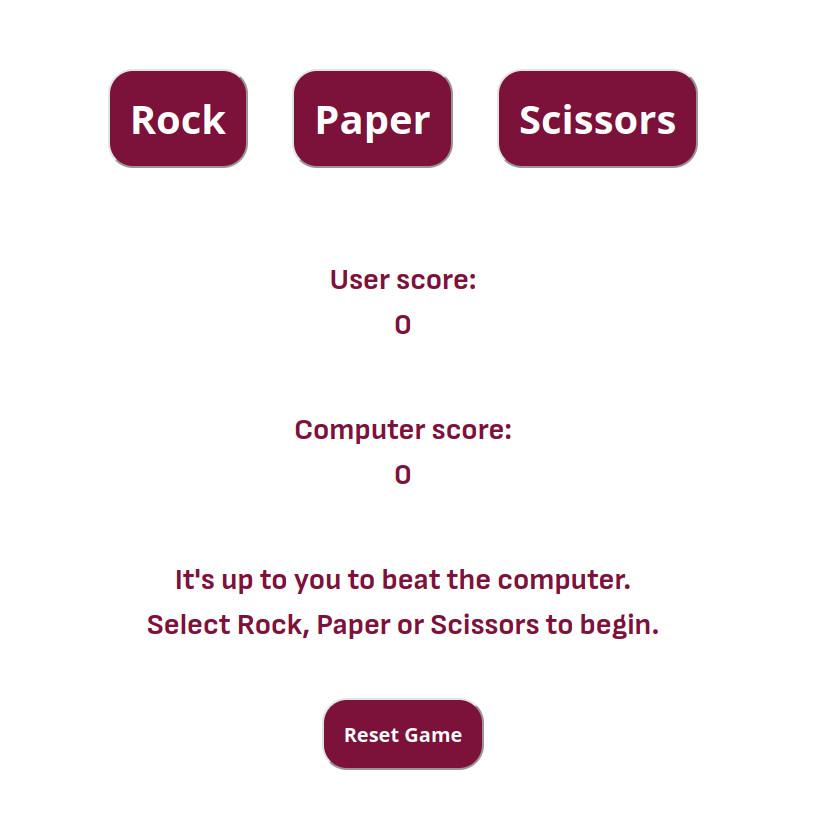 Rock Paper Scissors
User score:
0
Computer score:
0
It's up to you to beat the computer.
Select Rock, Paper or Scissors to begin.
Reset Game